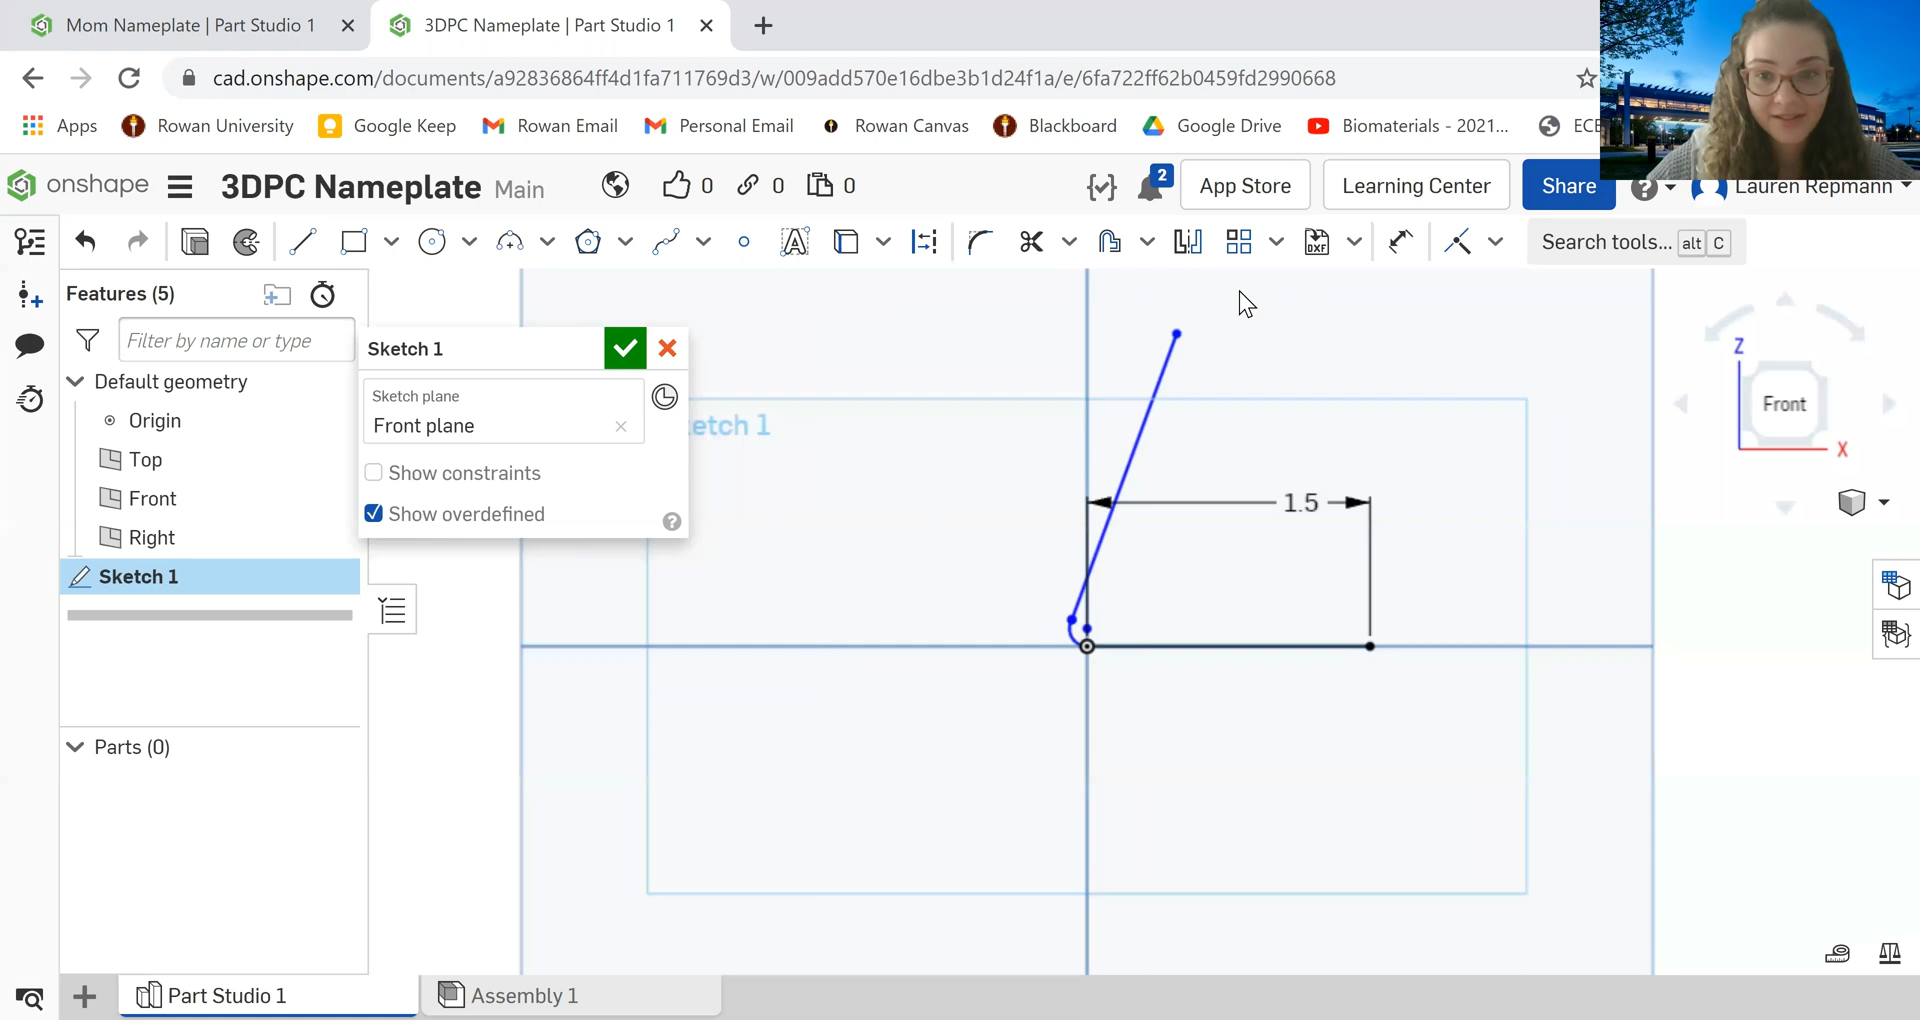 Mom Nameplate | Part Studio 1
3DPC Nameplate | Part Studio 1
cad.onshape.com/documents/a92836864ff4d1fa711769d3/w/009add570e16dbe3b1d24f1a/e/6fa722ff62b0459fd2990668
Apps
Rowan University
Google Keep
Rowan Email
Personal Email
Rowan Canvas
Blackboard
Google Drive
Biomaterials - 2021...
ECE
onshape
3DPC Nameplate Main
0
0
0
2
App Store
Learning Center
Share
Lauren Repmann
DXF
Search tools... alt C
Features (5)
Filter by name or type
Default geometry
Origin
Top
Front
Right
Sketch 1
Parts (0)
Sketch 1
Sketch plane
Front plane
Show constraints
Show overdefined
etch 1
1.5
Z
Front
X
Part Studio 1
Assembly 1